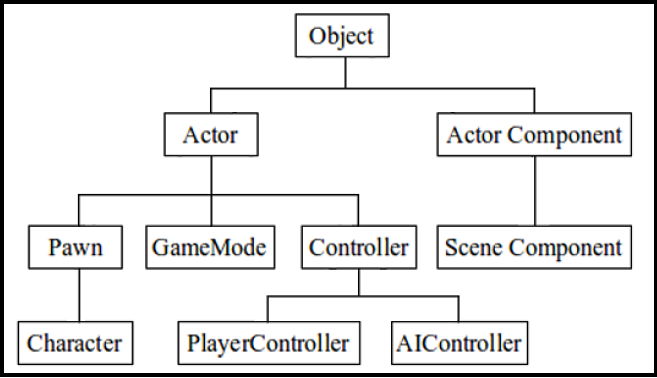 Object
Actor
Actor Component
Pawn
GameMode
Controller
Scene Component
Character
PlayerController
AIController